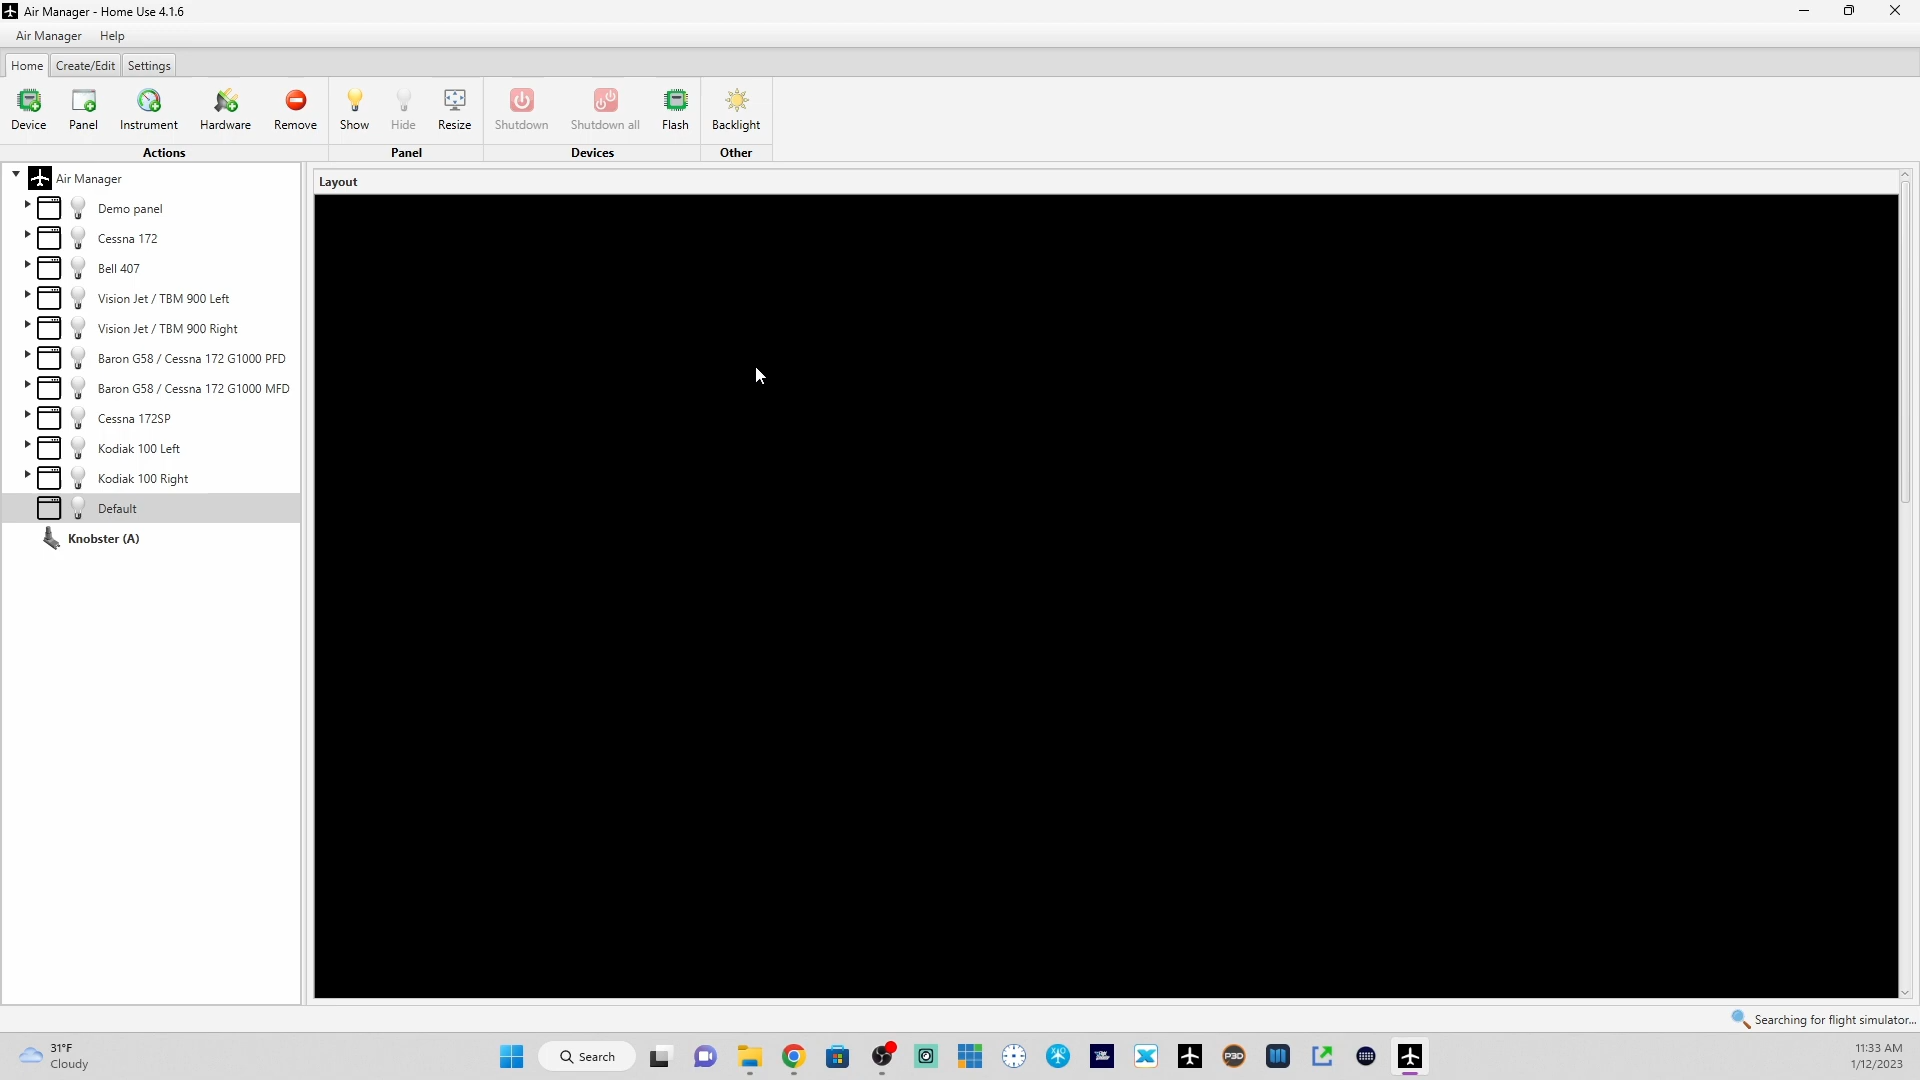 Air Manager - Home Use 4.1.6
Air Manager Help
Home Create/Edit Settings
Device Panel Instrument Hardware Remove Show Hide Resize Shutdown Shutdown all Flash Backlight
Actions Panel Devices Other
Air Manager
Demo panel
Cessna 172
Bell 407
Vision Jet / TBM 900 Left
Vision Jet / TBM 900 Right
Baron G58 / Cessna 172 G1000 PFD
Baron G58 / Cessna 172 G1000 MFD
Cessna 172SP
Kodiak 100 Left
Kodiak 100 Right
Default
Knobster (A)
Layout
Searching for flight simulator...
31°F
Cloudy
Search
P3D
11:33 AM
1/12/2023